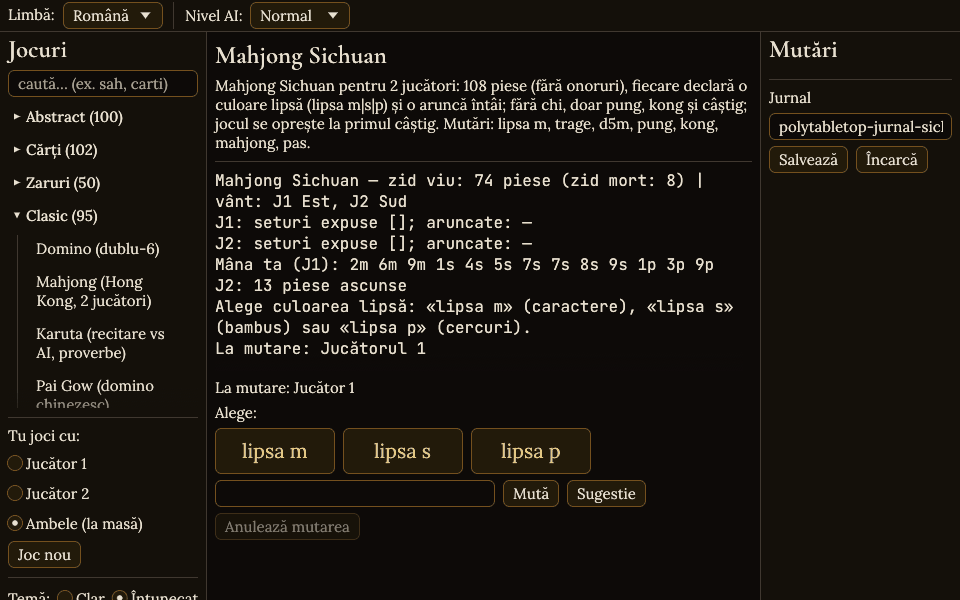 Limbă: Română ▼ Nivel AI: Normal ▼
Jocuri
caută... (ex. sah, carti)
▸ Abstract (100)
▸ Cărți (102)
▸ Zaruri (50)
▾ Clasic (95)
Domino (dublu-6)
Mahjong (Hong
Kong, 2 jucători)
Karuta (recitare vs
AI, proverbe)
Pai Gow (domino
chinezesc)
Tu joci cu:
Jucător 1
Jucător 2
Ambele (la masă)
Joc nou
Temă: Clar Întunecat
Mahjong Sichuan
Mahjong Sichuan pentru 2 jucători: 108 piese (fără onoruri), fiecare declară o
culoare lipsă (lipsa m|s|p) și o aruncă întâi; fără chi, doar pung, kong și câștig;
jocul se oprește la primul câștig. Mutări: lipsa m, trage, d5m, pung, kong,
mahjong, pas.
Mahjong Sichuan — zid viu: 74 piese (zid mort: 8) |
vânt: J1 Est, J2 Sud
J1: seturi expuse []; aruncate: —
J2: seturi expuse []; aruncate: —
Mâna ta (J1): 2m 6m 9m 1s 4s 5s 7s 7s 8s 9s 1p 3p 9p
J2: 13 piese ascunse
Alege culoarea lipsă: «lipsa m» (caractere), «lipsa s»
(bambus) sau «lipsa p» (cercuri).
La mutare: Jucătorul 1
La mutare: Jucător 1
Alege:
lipsa m lipsa s lipsa p
Mută Sugestie
Anulează mutarea
Mutări
Jurnal
polytabletop-jurnal-sicl
Salvează Încarcă